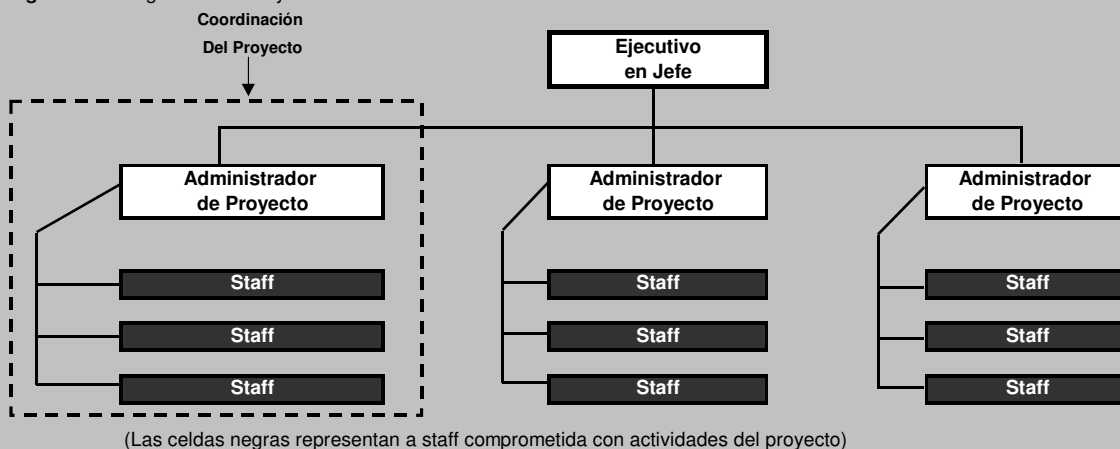 Coordinación
Del Proyecto
Ejecutivo
en Jefe
Administrador
de Proyecto
Administrador
de Proyecto
Administrador
de Proyecto
Staff
Staff
Staff
Staff
Staff
Staff
Staff
Staff
Staff
(Las celdas negras representan a staff comprometida con actividades del proyecto)